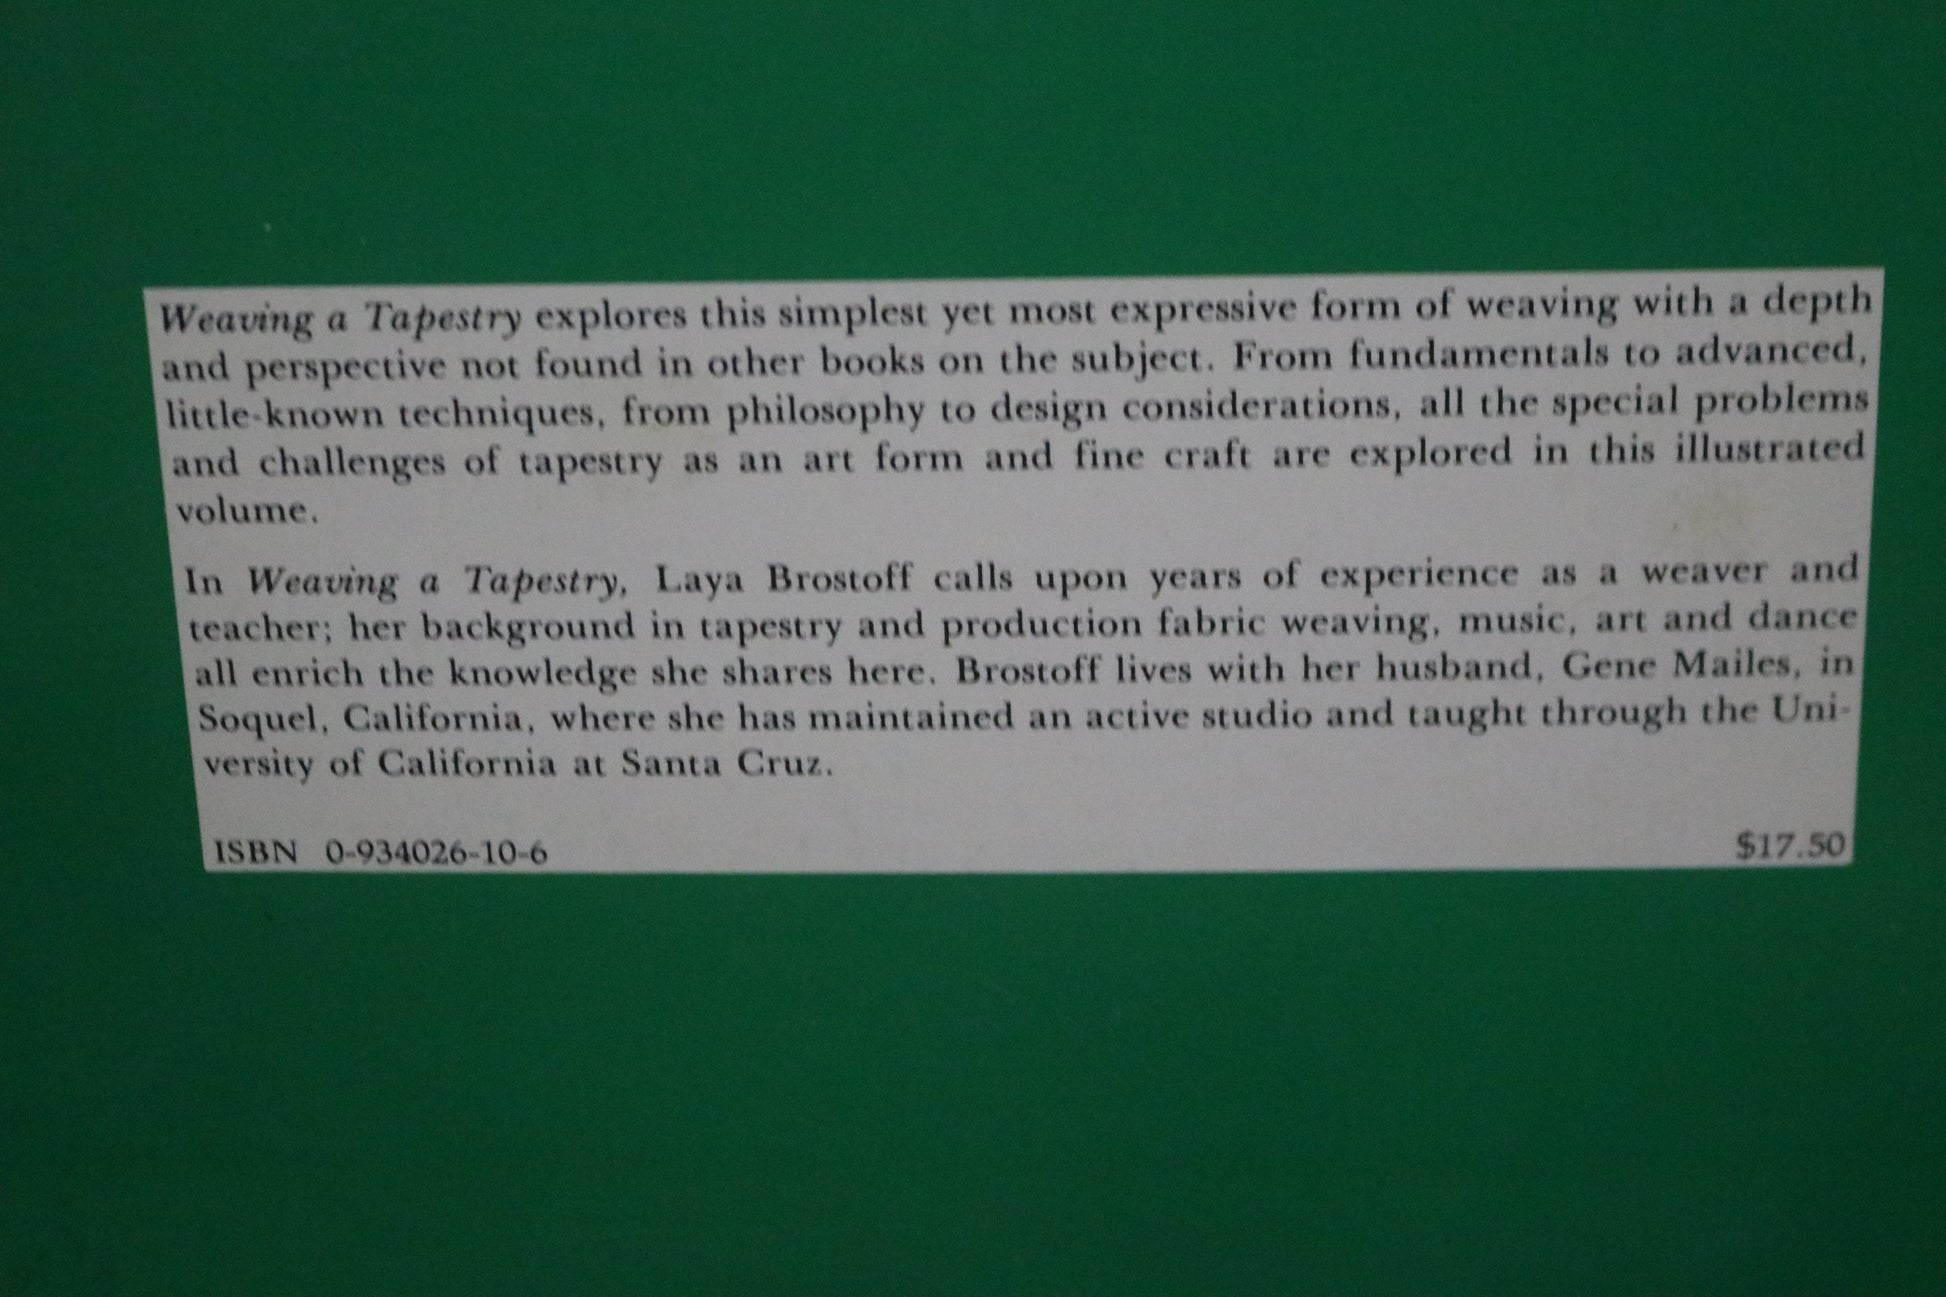 Weaving a Tapestry explores this simplest yet most expressive form of weaving with a depth
and perspective not found in other books on the subject. From fundamentals to advanced,
little-known techniques, from philosophy to design considerations, all the special problems
and challenges of tapestry as an art form and fine craft are explored in this illustrated
volume.
In Weaving a Tapestry, Laya Brostoff calls upon years of experience as a weaver and
teacher; her background in tapestry and production fabric weaving, music, art and dance
all enrich the knowledge she shares here. Brostoff lives with her husband, Gene Mailes, in
Soquel, California, where she has maintained an active studio and taught through the Uni-
versity of California at Santa Cruz.
ISBN 0-934026-10-6 $17.50